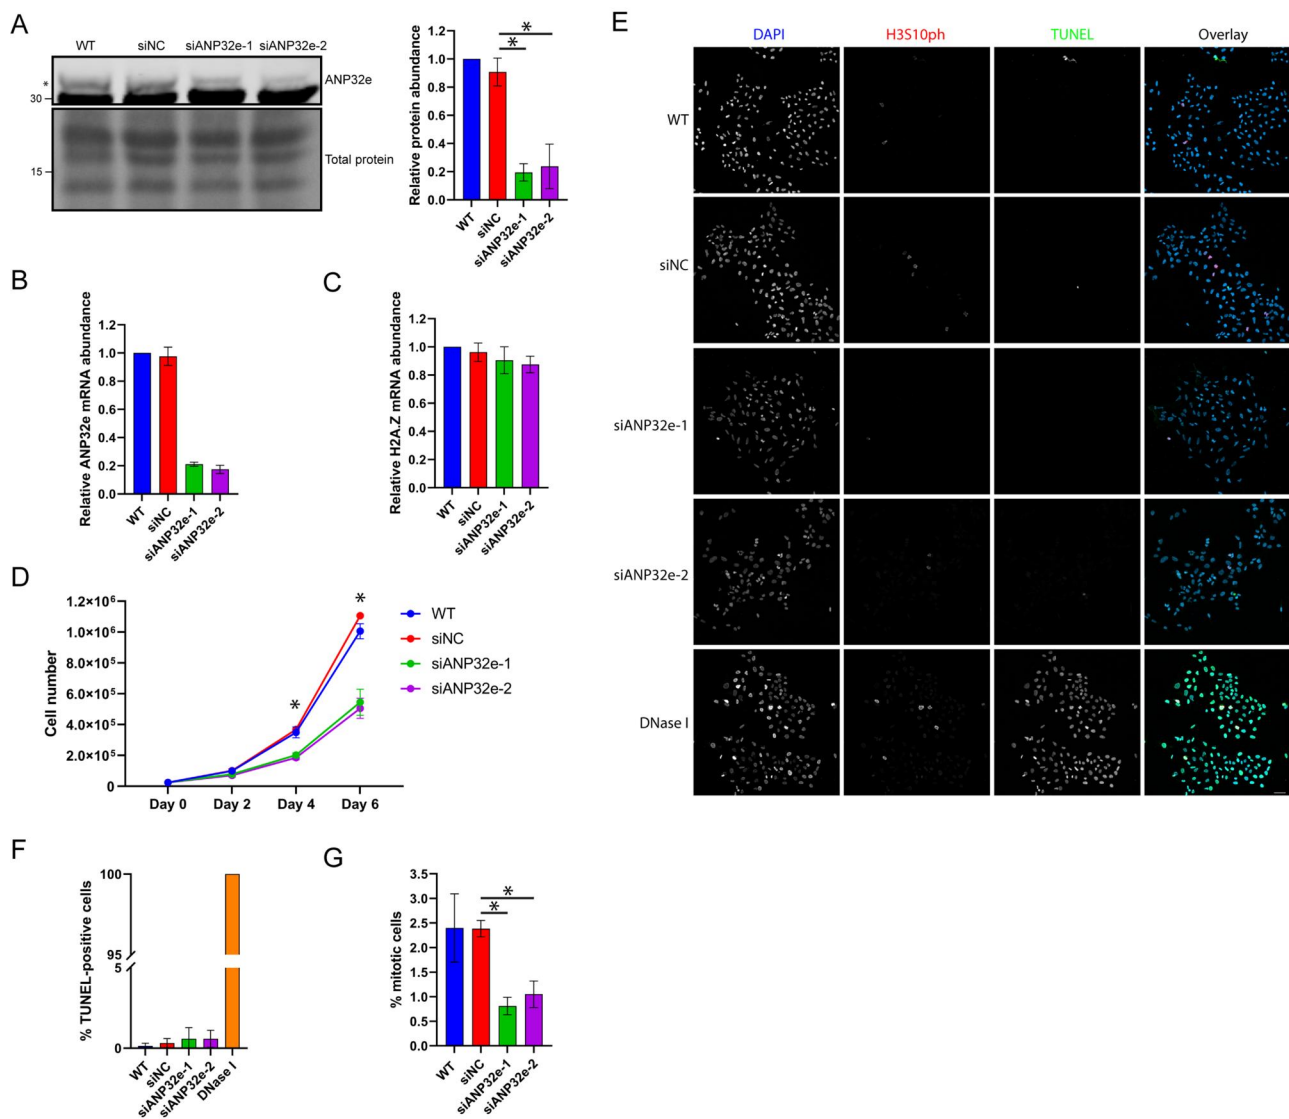 A
WT siNC siANP32e-1 siANP32e-2
*
30
ANP32e
15
Total protein
Relative protein abundance
1.2
1.0
0.8
0.6
0.4
0.2
0.0
*
*
WT
siNC
siANP32e-1
siANP32e-2
B
Relative ANP32e mRNA abundance
1.2
1.0
0.8
0.6
0.4
0.2
0.0
WT
siNC
siANP32e-1
siANP32e-2
C
Relative H2A.Z mRNA abundance
1.2
1.0
0.8
0.6
0.4
0.2
0.0
WT
siNC
siANP32e-1
siANP32e-2
D
Cell number
1.2×10⁶
1.0×10⁶
8.0×10⁵
6.0×10⁵
4.0×10⁵
2.0×10⁵
0
Day 0 Day 2 Day 4 Day 6
*
*
WT
siNC
siANP32e-1
siANP32e-2
E
DAPI H3S10ph TUNEL Overlay
WT
siNC
siANP32e-1
siANP32e-2
DNase I
F
% TUNEL-positive cells
100
95
5
0
WT
siNC
siANP32e-1
siANP32e-2
DNase I
G
% mitotic cells
3.5
3.0
2.5
2.0
1.5
1.0
0.5
0.0
*
*
WT
siNC
siANP32e-1
siANP32e-2